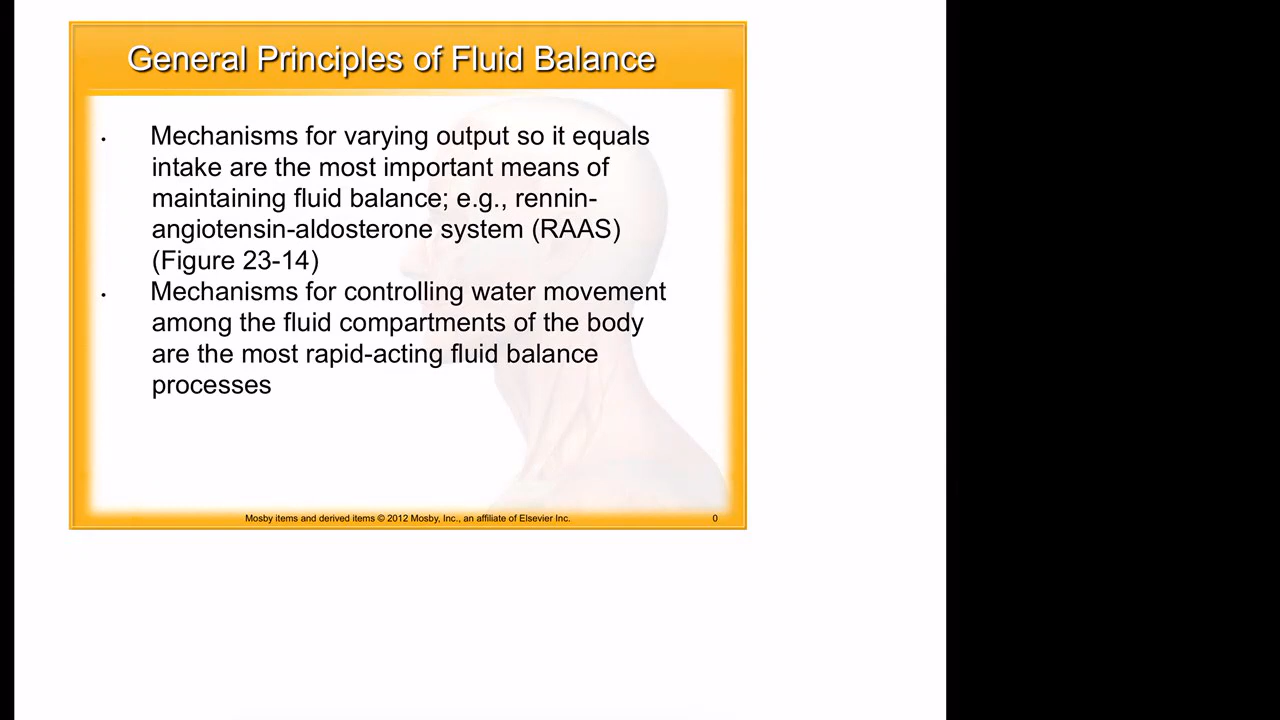 General Principles of Fluid Balance
• Mechanisms for varying output so it equals
intake are the most important means of
maintaining fluid balance; e.g., rennin-
angiotensin-aldosterone system (RAAS)
(Figure 23-14)
• Mechanisms for controlling water movement
among the fluid compartments of the body
are the most rapid-acting fluid balance
processes
Mosby items and derived items © 2012 Mosby, Inc., an affiliate of Elsevier Inc.
0